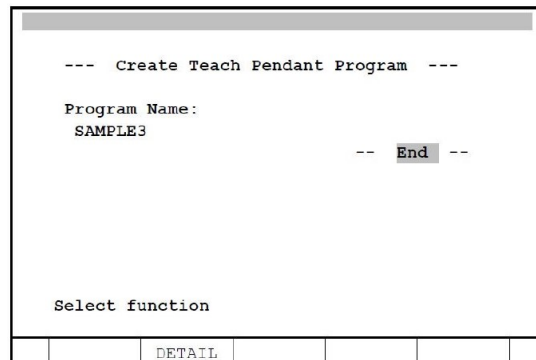 --- Create Teach Pendant Program ---
Program Name:
SAMPLE3
-- End --
Select function
DETAIL